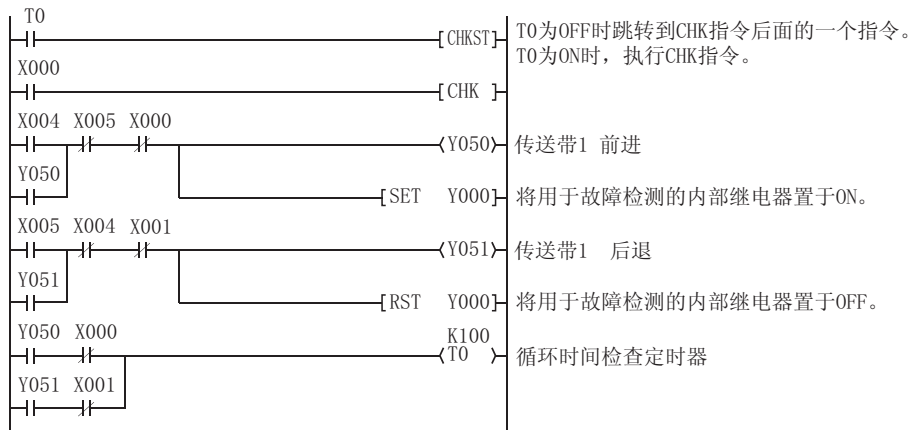 T0
CHKST
T0为OFF时跳转到CHK指令后面的一个指令。
T0为ON时，执行CHK指令。
X000
CHK
X004 X005 X000
Y050
传送带1 前进
Y050
SET Y000
将用于故障检测的内部继电器置于ON。
X005 X004 X001
Y051
传送带1 后退
Y051
RST Y000
将用于故障检测的内部继电器置于OFF。
Y050 X000
K100
T0
循环时间检查定时器
Y051 X001